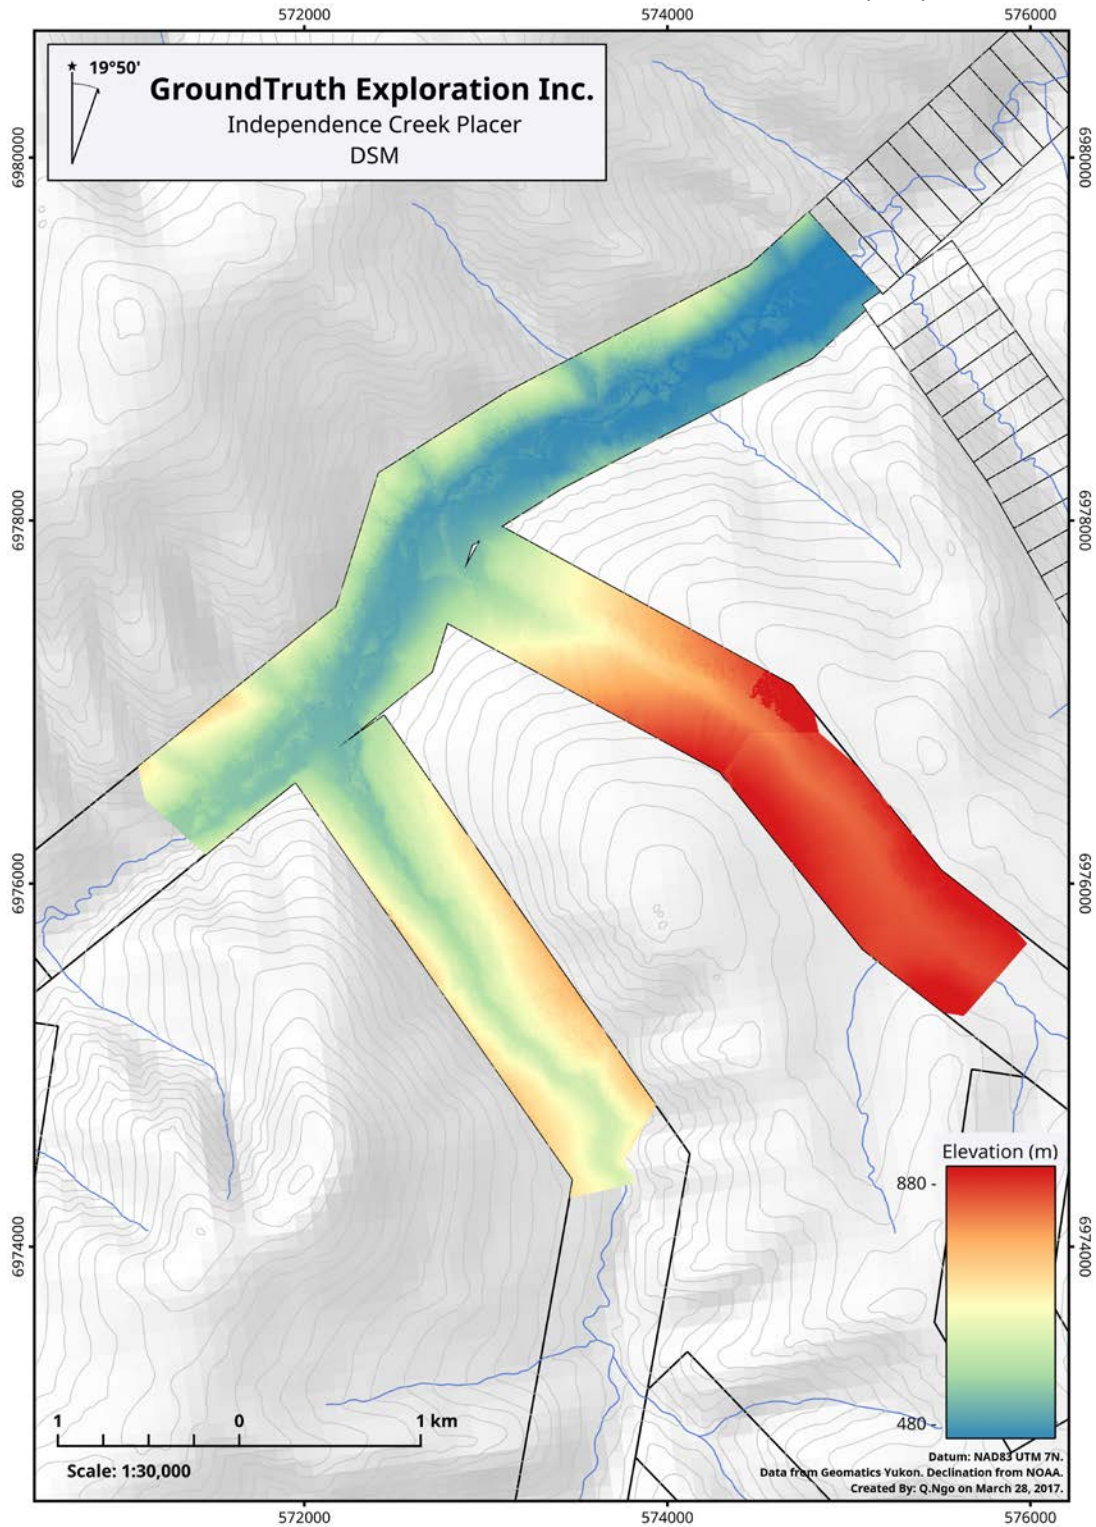 572000 574000 576000
19°50'
GroundTruth Exploration Inc.
Independence Creek Placer
DSM
6980000 6980000
6978000 6978000
6976000 6976000
Elevation (m)
880 -
6974000 6974000
480 -
1 0 1 km
Scale: 1:30,000
Datum: NAD83 UTM 7N.
Data from Geomatics Yukon. Declination from NOAA.
Created By: Q.Ngo on March 28, 2017.
572000 574000 576000